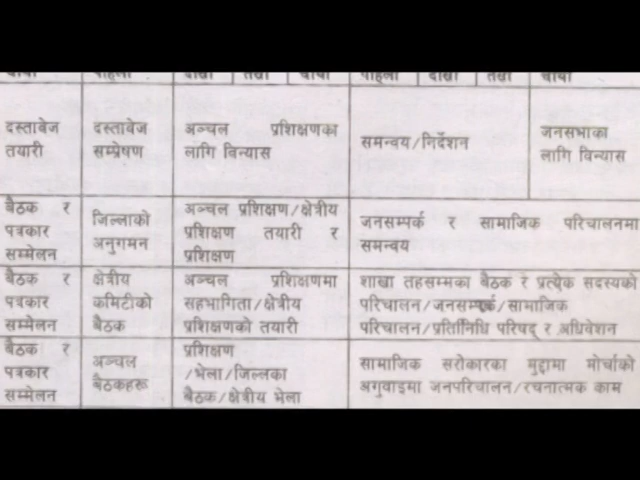 चौथो पहिलो दोस्रो तेस्रो चौथो पहिलो दोस्रो तेस्रो चौथो
दस्तावेज
तयारी
दस्तावेज
सम्प्रेषण
अञ्चल प्रशिक्षणका
लागि विन्यास
समन्वय/निर्देशन
जनसभाका
लागि विन्यास
बैठक र
पत्रकार
सम्मेलन
जिल्लाको
अनुगमन
अञ्चल प्रशिक्षण/क्षेत्रीय
प्रशिक्षण तयारी र
प्रशिक्षण
जनसम्पर्क र सामाजिक परिचालनमा
समन्वय
बैठक र
पत्रकार
सम्मेलन
क्षेत्रीय
कमिटीको
बैठक
अञ्चल प्रशिक्षणमा
सहभागिता/क्षेत्रीय
प्रशिक्षणको तयारी
शाखा तहसम्मका बैठक र प्रत्येक सदस्यको
परिचालन/जनसम्पर्क/सामाजिक
परिचालन/प्रतिनिधि परिषद् र अधिवेशन
बैठक र
पत्रकार
सम्मेलन
अञ्चल
बैठकहरू
प्रशिक्षण
/भेला/जिल्लका
बैठक/क्षेत्रीय भेला
सामाजिक सरोकारका मुद्दामा मोर्चाको
अगुवाइमा जनपरिचालन/रचनात्मक काम